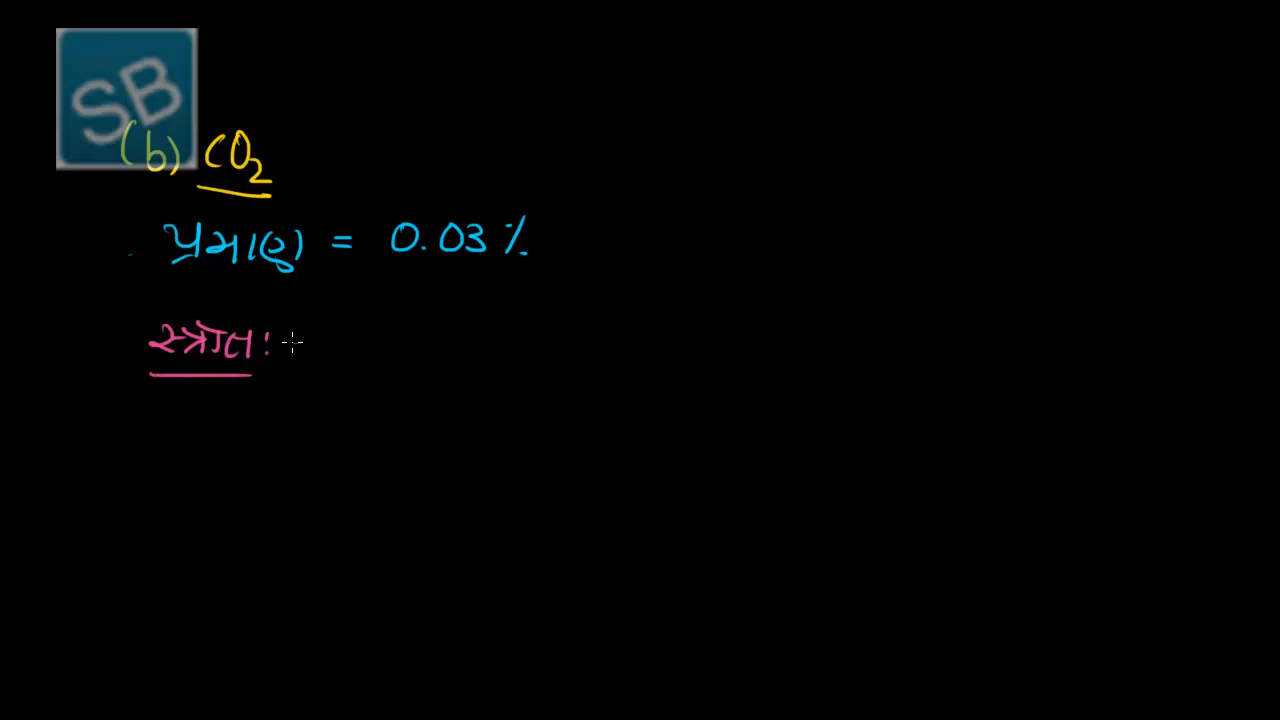 SB
(b) CO₂
પ્રમાણ = 0.03 %
સ્ત્રોત :